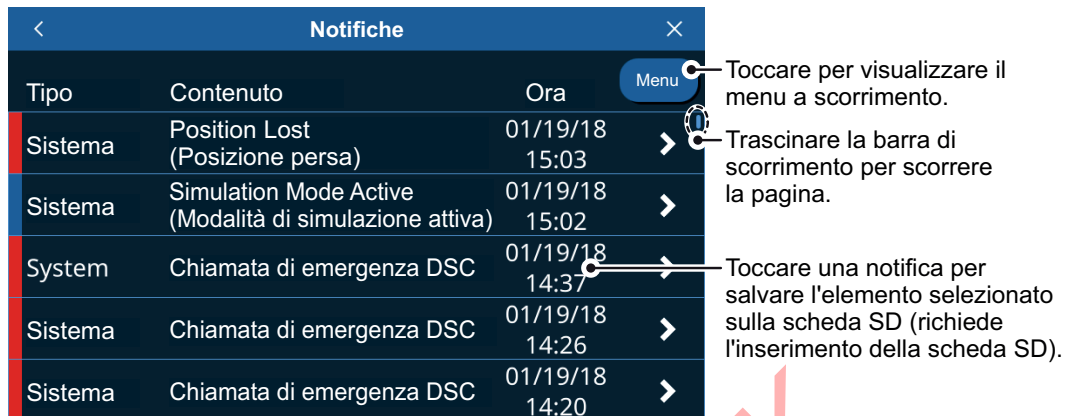 Notifiche
Menu
Tipo Contenuto Ora
Sistema Position Lost (Posizione persa) 01/19/18 15:03
Sistema Simulation Mode Active (Modalità di simulazione attiva) 01/19/18 15:02
System Chiamata di emergenza DSC 01/19/18 14:37
Sistema Chiamata di emergenza DSC 01/19/18 14:26
Sistema Chiamata di emergenza DSC 01/19/18 14:20
Toccare per visualizzare il
menu a scorrimento.
Trascinare la barra di
scorrimento per scorrere
la pagina.
Toccare una notifica per
salvare l'elemento selezionato
sulla scheda SD (richiede
l'inserimento della scheda SD).